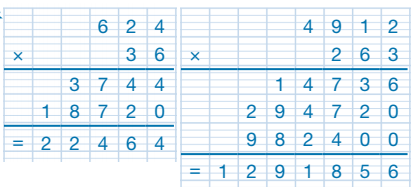 6 2 4
× 3 6
3 7 4 4
1 8 7 2 0
= 2 2 4 6 4
4 9 1 2
× 2 6 3
1 4 7 3 6
2 9 4 7 2 0
9 8 2 4 0 0
= 1 2 9 1 8 5 6